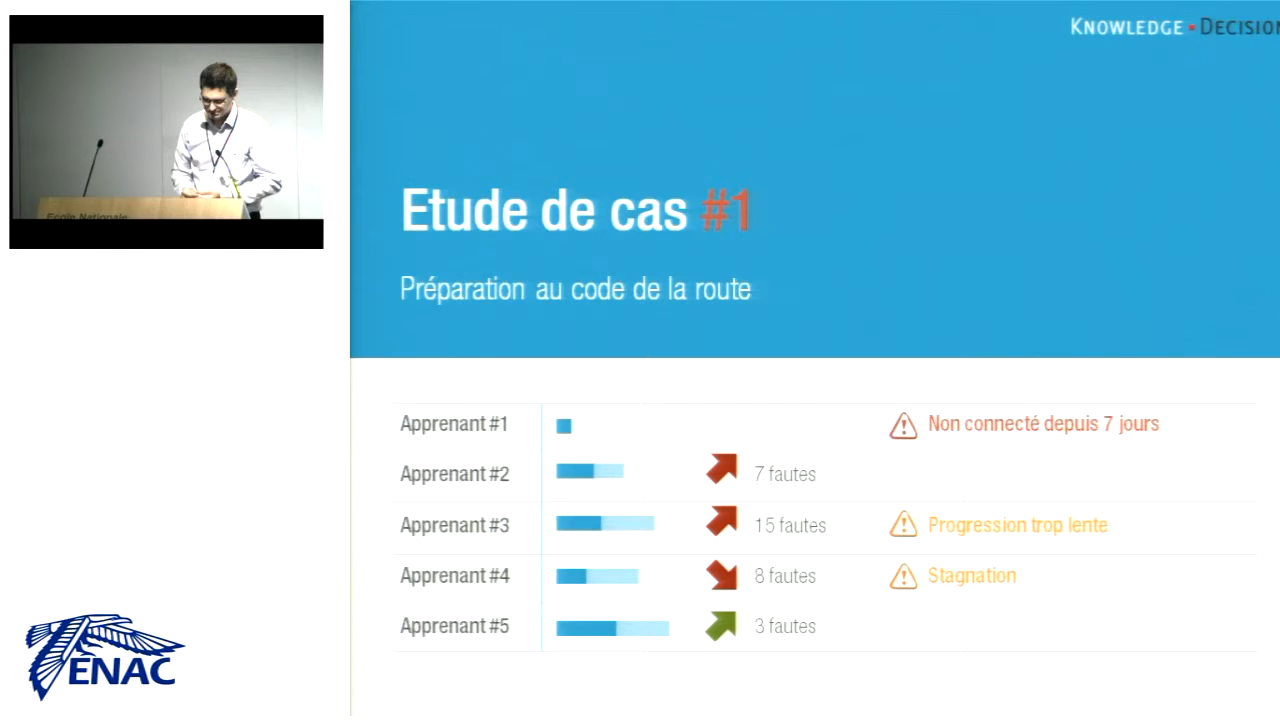 KNOWLEDGE • DECISION
Etude de cas #1
Préparation au code de la route
Apprenant #1 Non connecté depuis 7 jours
Apprenant #2 7 fautes
Apprenant #3 15 fautes Progression trop lente
Apprenant #4 8 fautes Stagnation
Apprenant #5 3 fautes
Ecole Nationale
ENAC